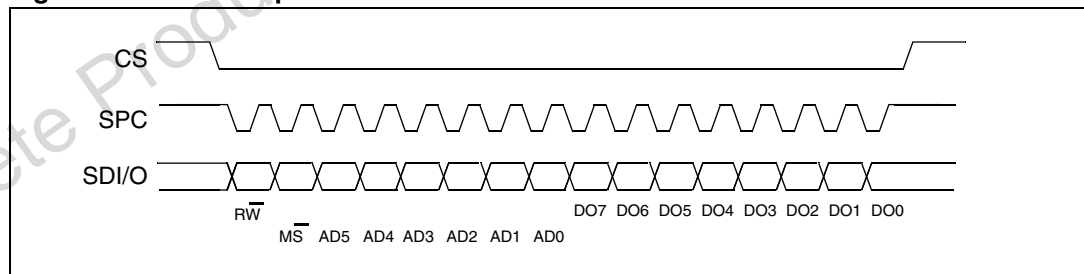 CS
SPC
SDI/O
RW DO7 DO6 DO5 DO4 DO3 DO2 DO1 DO0
MS AD5 AD4 AD3 AD2 AD1 AD0